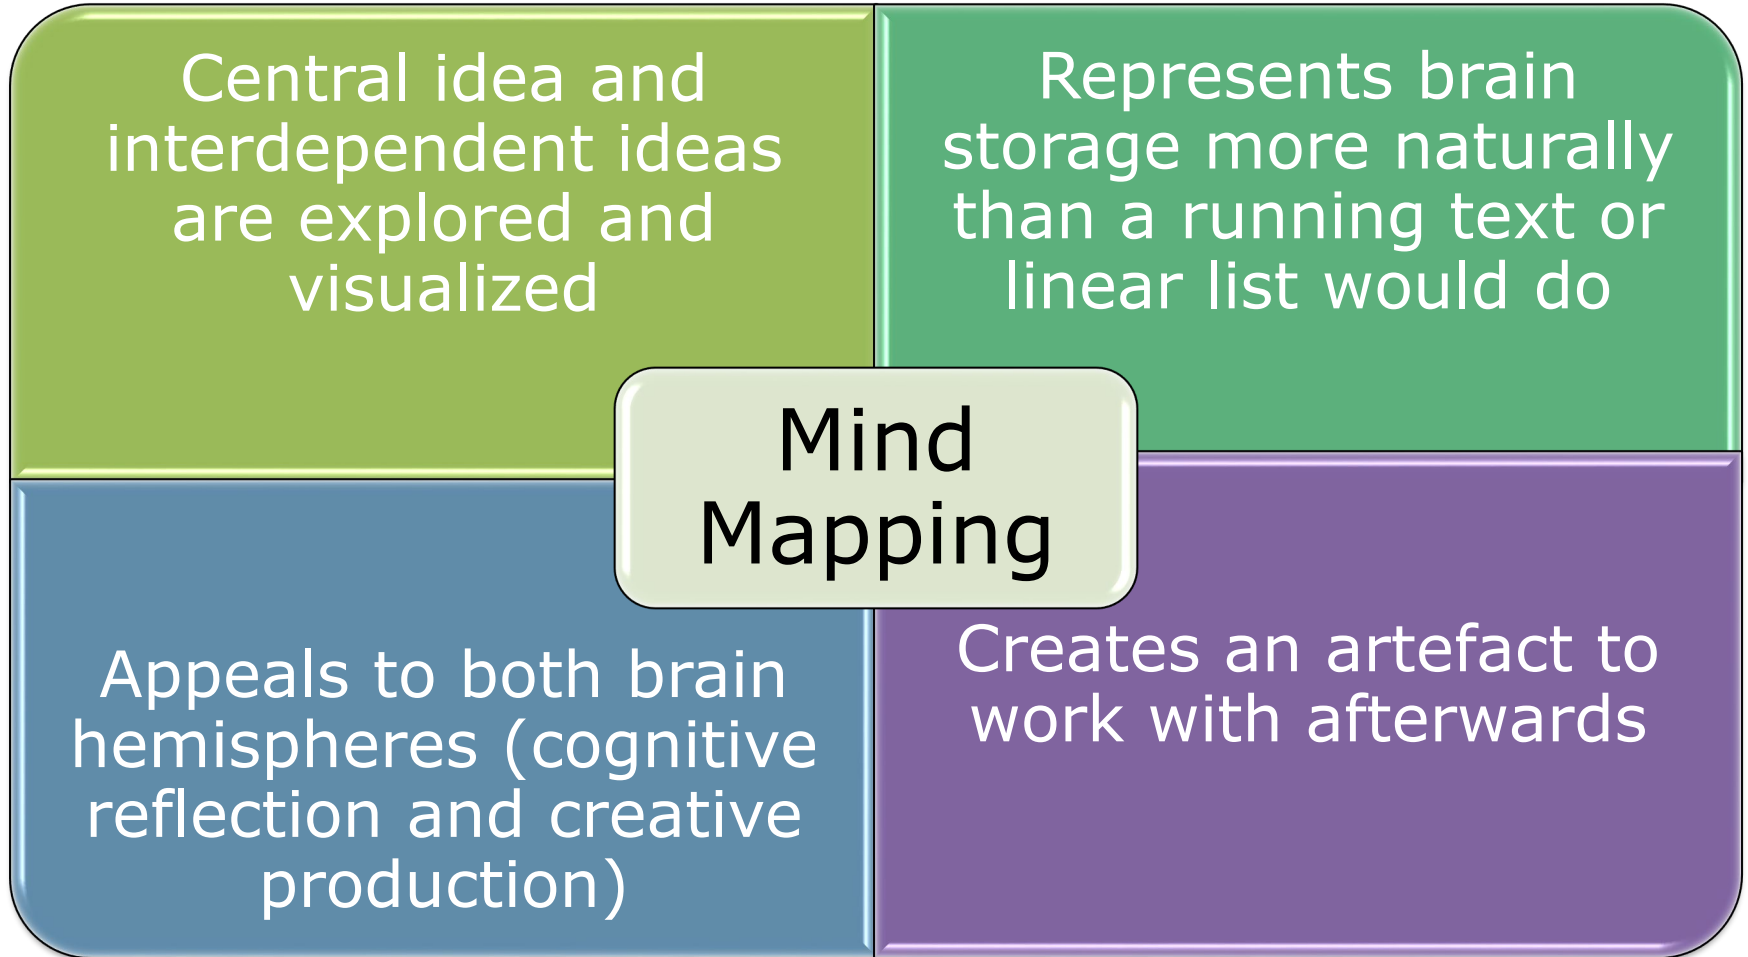 Central idea and
interdependent ideas
are explored and
visualized
Represents brain
storage more naturally
than a running text or
linear list would do
Mind
Mapping
Appeals to both brain
hemispheres (cognitive
reflection and creative
production)
Creates an artefact to
work with afterwards